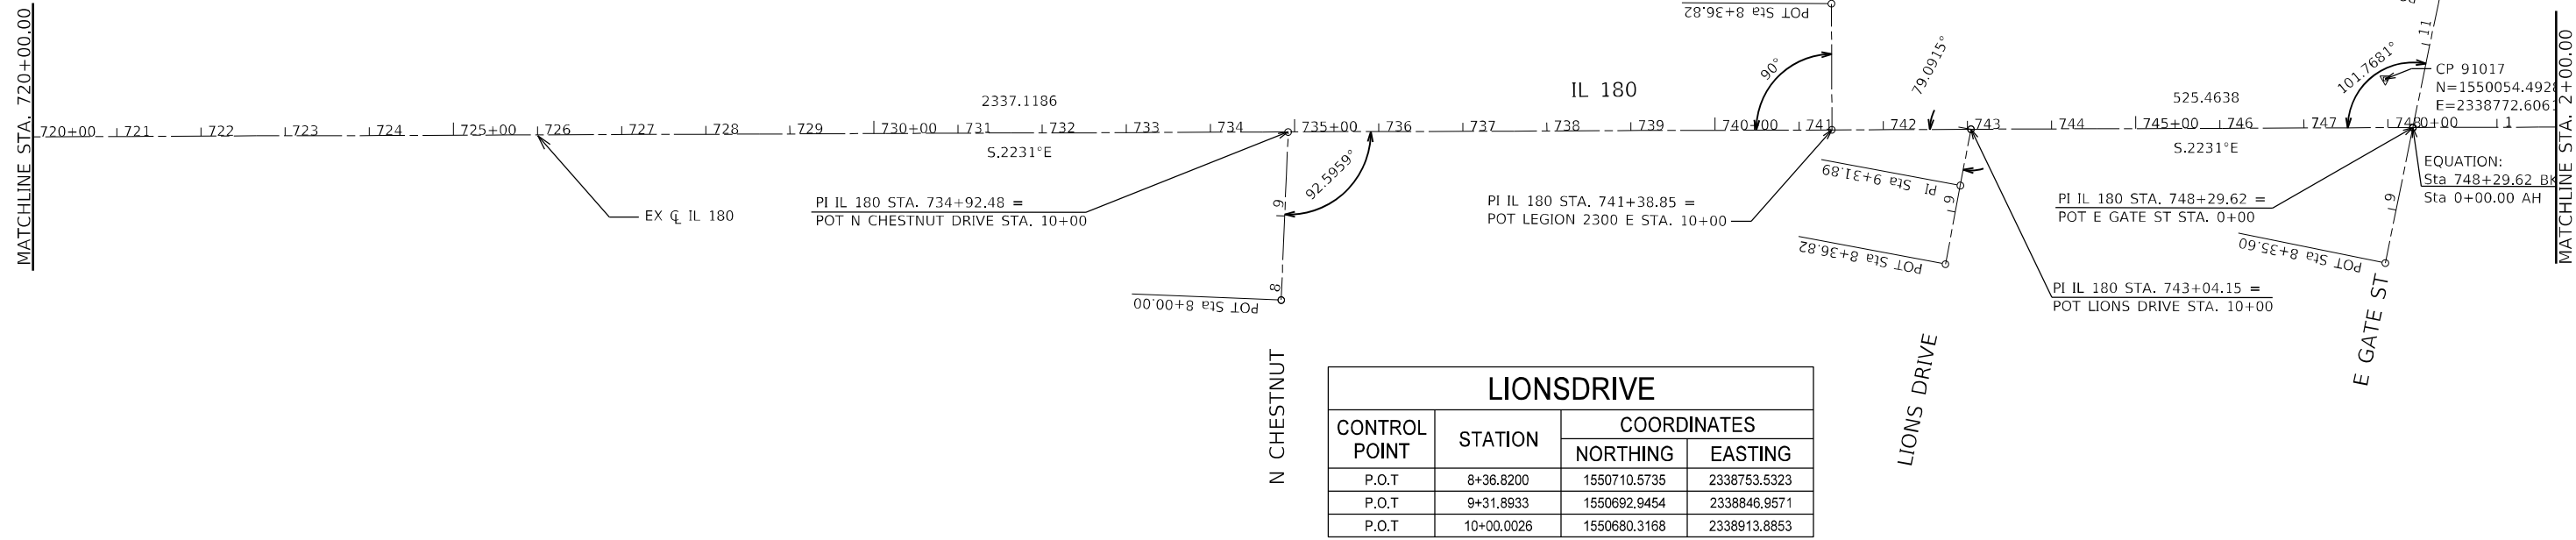 MATCHLINE STA. 720+00.00
720+00 721 722 723 724 725+00 726 727 728 729 730+00 731 732 733 734 735+00 736 737 738 739 740+00 741 742 743 744 745+00 746 747 748 0+00 1
2337.1186
S.2231°E
EX ℄ IL 180
PI IL 180 STA. 734+92.48 =
POT N CHESTNUT DRIVE STA. 10+00
9
8
92.5959°
POT Sta 8+00.00
N CHESTNUT
IL 180
POT Sta 8+36.82
90°
79.0915°
PI IL 180 STA. 741+38.85 =
POT LEGION 2300 E STA. 10+00
PI Sta 9+31.89
9
POT Sta 8+36.82
LIONS DRIVE
PI IL 180 STA. 743+04.15 =
POT LIONS DRIVE STA. 10+00
525.4638
S.2231°E
PI IL 180 STA. 748+29.62 =
POT E GATE ST STA. 0+00
101.7681°
11
CP 91017
N=1550054.4928
E=2338772.6061
EQUATION:
Sta 748+29.62 BK
Sta 0+00.00 AH
9
POT Sta 8+35.60
E GATE ST
MATCHLINE STA. 2+00.00
LIONSDRIVE
CONTROL POINT STATION COORDINATES
NORTHING EASTING
P.O.T 8+36.8200 1550710.5735 2338753.5323
P.O.T 9+31.8933 1550692.9454 2338846.9571
P.O.T 10+00.0026 1550680.3168 2338913.8853